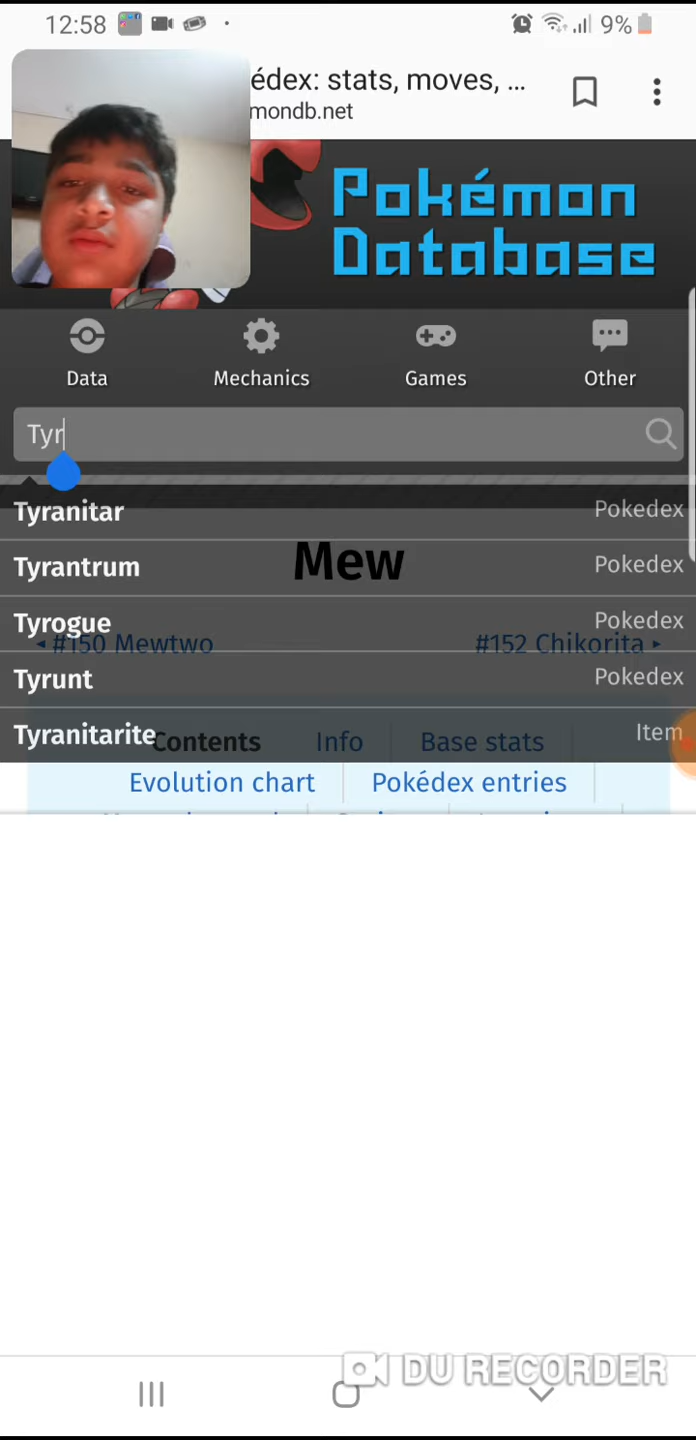 12:58 9%
édex: stats, moves, ...
mondb.net
Pokémon
Database
Data Mechanics Games Other
Tyr
Tyranitar Pokedex
Mew
Tyrantrum Pokedex
Tyrogue Pokedex
◂ #150 Mewtwo #152 Chikorita ▸
Tyrunt Pokedex
Tyranitarite Item
Contents Info Base stats
Evolution chart Pokédex entries
DU RECORDER